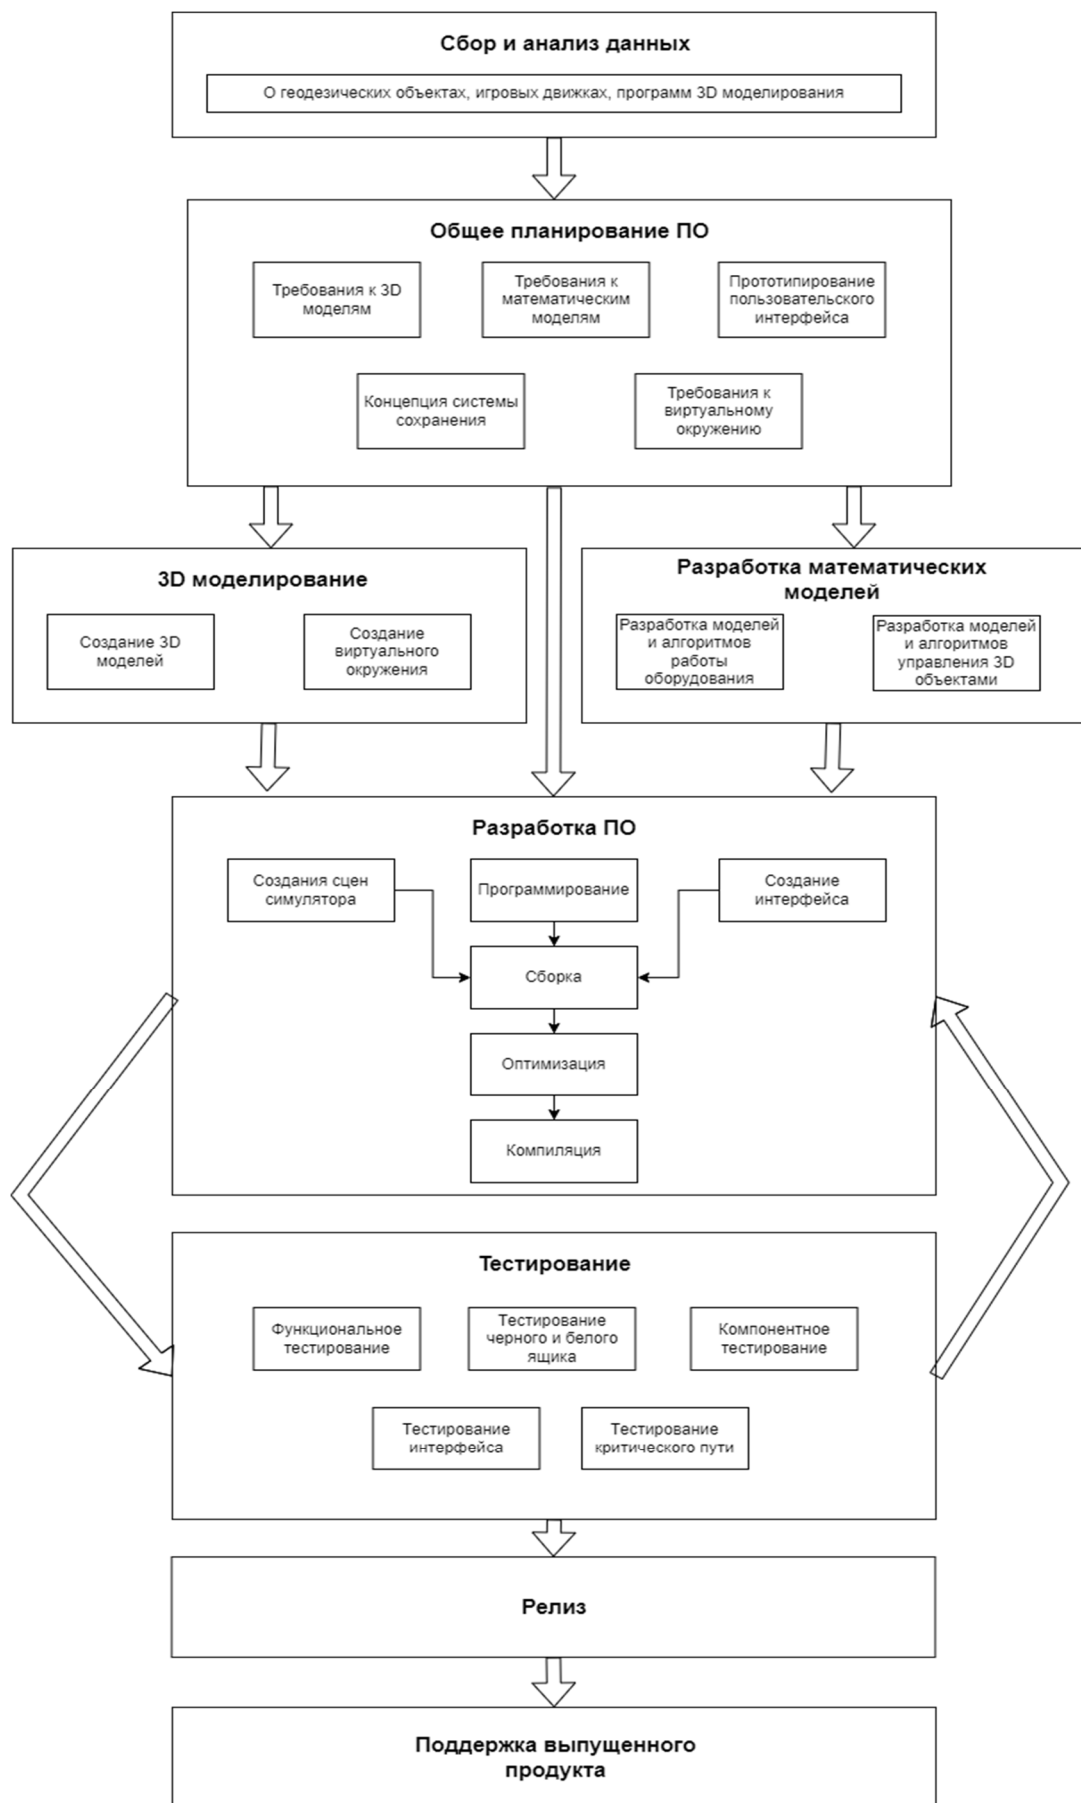 Сбор и анализ данных
О геодезических объектах, игровых движках, программ 3D моделирования
Общее планирование ПО
Требования к 3D
моделям
Требования к
математическим
моделям
Прототипирование
пользовательского
интерфейса
Концепция системы
сохранения
Требования к
виртуальному
окружению
3D моделирование
Создание 3D
моделей
Создание
виртуального
окружения
Разработка математических
моделей
Разработка моделей
и алгоритмов
работы
оборудования
Разработка моделей
и алгоритмов
управления 3D
объектами
Разработка ПО
Создания сцен
симулятора
Программирование
Создание
интерфейса
Сборка
Оптимизация
Компиляция
Тестирование
Функциональное
тестирование
Тестирование
черного и белого
ящика
Компонентное
тестирование
Тестирование
интерфейса
Тестирование
критического пути
Релиз
Поддержка выпущенного
продукта